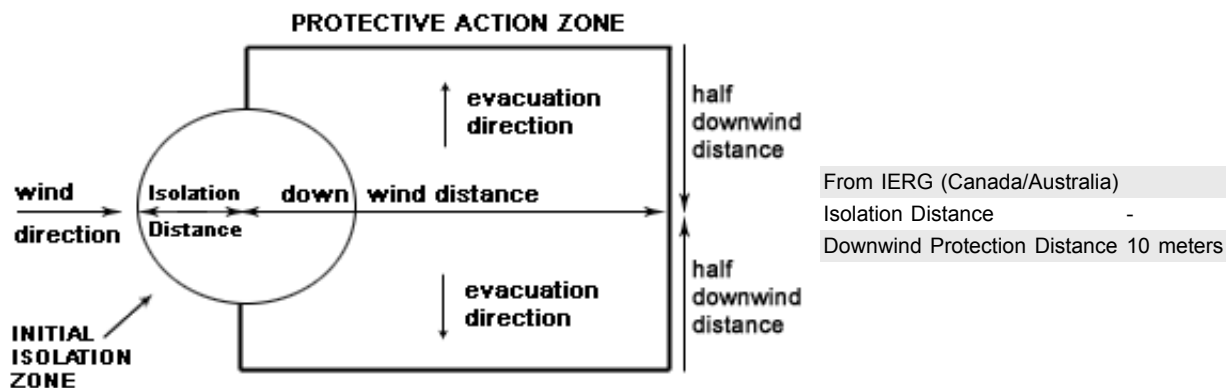 PROTECTIVE ACTION ZONE
evacuation
direction
half
downwind
distance
wind
direction
Isolation
Distance
down wind distance
evacuation
direction
half
downwind
distance
INITIAL
ISOLATION
ZONE
From IERG (Canada/Australia)
Isolation Distance -
Downwind Protection Distance 10 meters